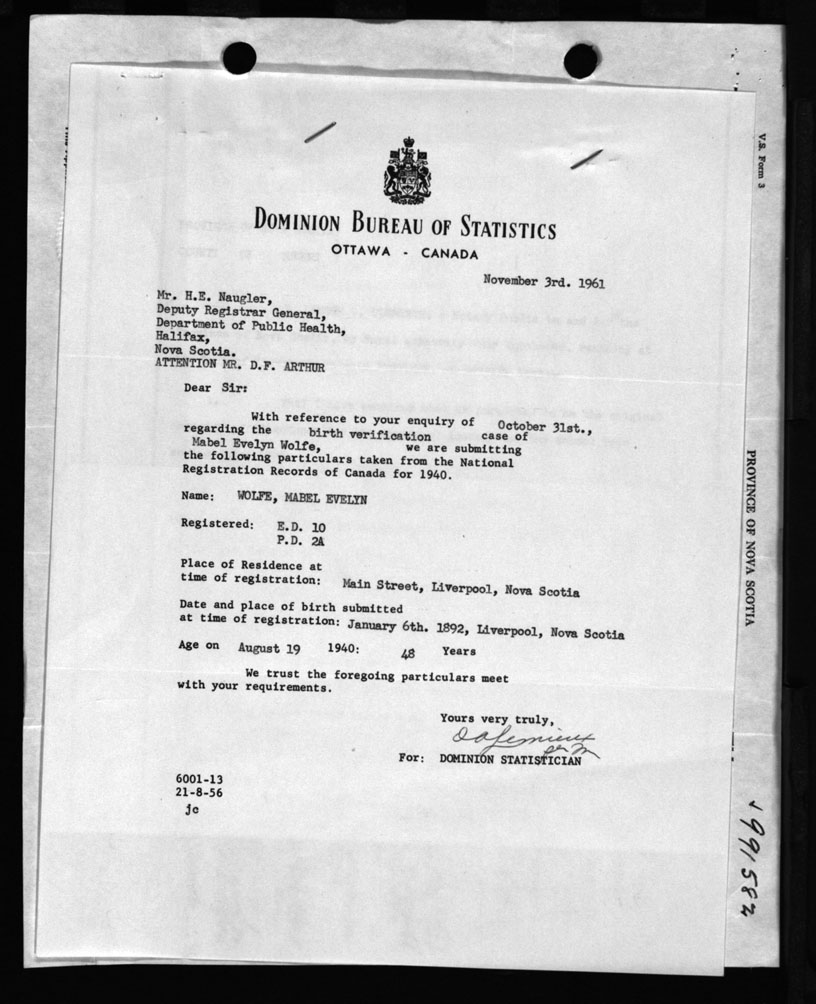 DOMINION BUREAU OF STATISTICS
OTTAWA - CANADA
November 3rd. 1961
Mr. H.E. Naugler,
Deputy Registrar General,
Department of Public Health,
Halifax,
Nova Scotia.
ATTENTION MR. D.F. ARTHUR
Dear Sir:
With reference to your enquiry of October 31st.,
regarding the birth verification case of
Mabel Evelyn Wolfe, we are submitting
the following particulars taken from the National
Registration Records of Canada for 1940.
Name: WOLFE, MABEL EVELYN
Registered: E.D. 10
P.D. 2A
Place of Residence at
time of registration: Main Street, Liverpool, Nova Scotia
Date and place of birth submitted
at time of registration: January 6th. 1892, Liverpool, Nova Scotia
Age on August 19 1940: 48 Years
We trust the foregoing particulars meet
with your requirements.
Yours very truly,
For: DOMINION STATISTICIAN
6001-13
21-8-56
jc
V.S. Form 3
PROVINCE OF NOVA SCOTIA
991582